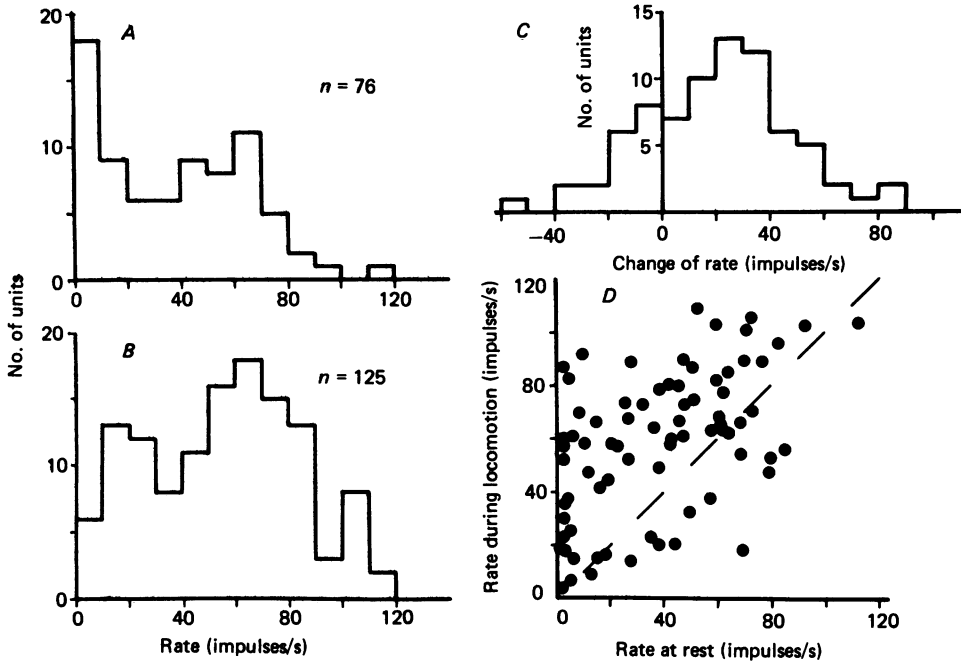 20
A
n = 76
10
0
0
40
80
120
No. of units
20
B
n = 125
10
0
0
40
80
120
Rate (impulses/s)
C
15
10
5
No. of units
−40
0
40
80
Change of rate (impulses/s)
D
120
80
40
0
Rate during locomotion (impulses/s)
0
40
80
120
Rate at rest (impulses/s)